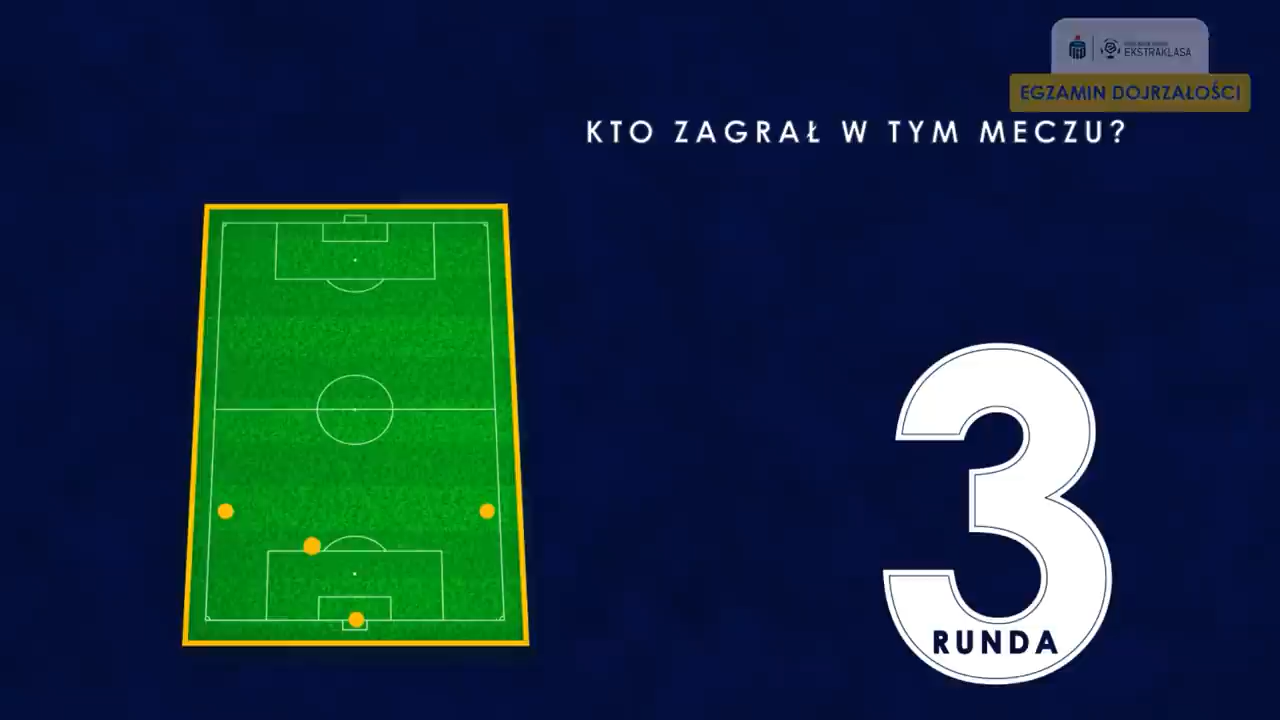 EKSTRAKLASA
EGZAMIN DOJRZAŁOŚCI
KTO ZAGRAŁ W TYM MECZU?
3
RUNDA